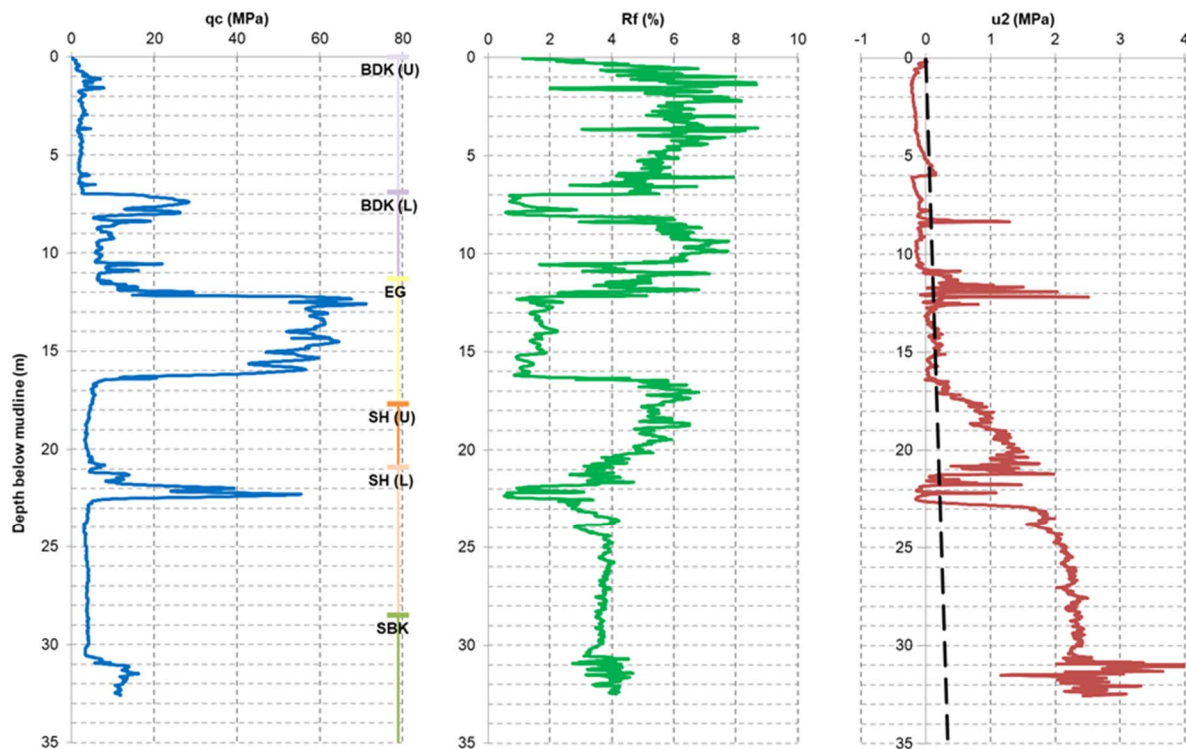 qc (MPa)
0 20 40 60 80
Rf (%)
0 2 4 6 8 10
u2 (MPa)
-1 0 1 2 3 4
Depth below mudline (m)
0
5
10
15
20
25
30
35
BDK (U)
BDK (L)
EG
SH (U)
SH (L)
SBK
0
5
10
15
20
25
30
35
0
5
10
15
20
25
30
35